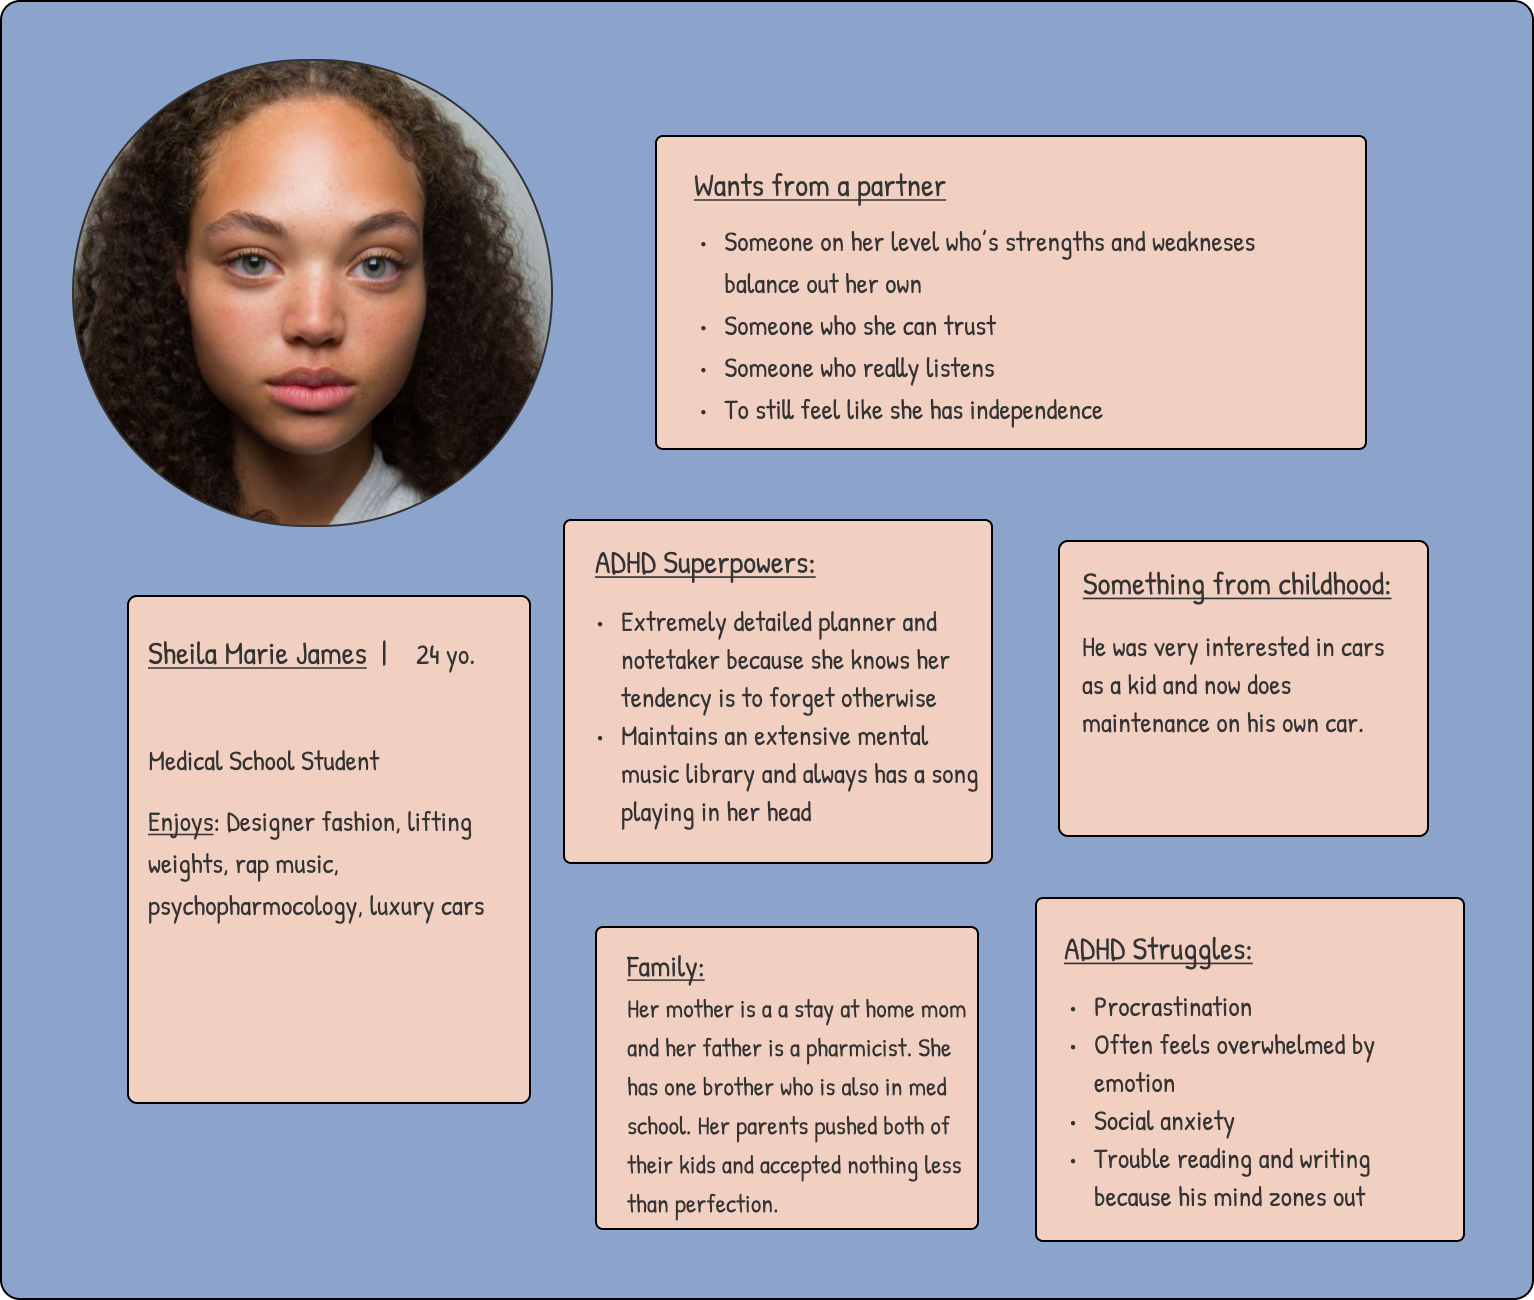 Wants from a partner
• Someone on her level who's strengths and weakneses
balance out her own
• Someone who she can trust
• Someone who really listens
• To still feel like she has independence
ADHD Superpowers:
• Extremely detailed planner and
notetaker because she knows her
tendency is to forget otherwise
• Maintains an extensive mental
music library and always has a song
playing in her head
Something from childhood:
He was very interested in cars
as a kid and now does
maintenance on his own car.
Sheila Marie James | 24 yo.
Medical School Student
Enjoys: Designer fashion, lifting
weights, rap music,
psychopharmocology, luxury cars
Family:
Her mother is a a stay at home mom
and her father is a pharmicist. She
has one brother who is also in med
school. Her parents pushed both of
their kids and accepted nothing less
than perfection.
ADHD Struggles:
• Procrastination
• Often feels overwhelmed by
emotion
• Social anxiety
• Trouble reading and writing
because his mind zones out